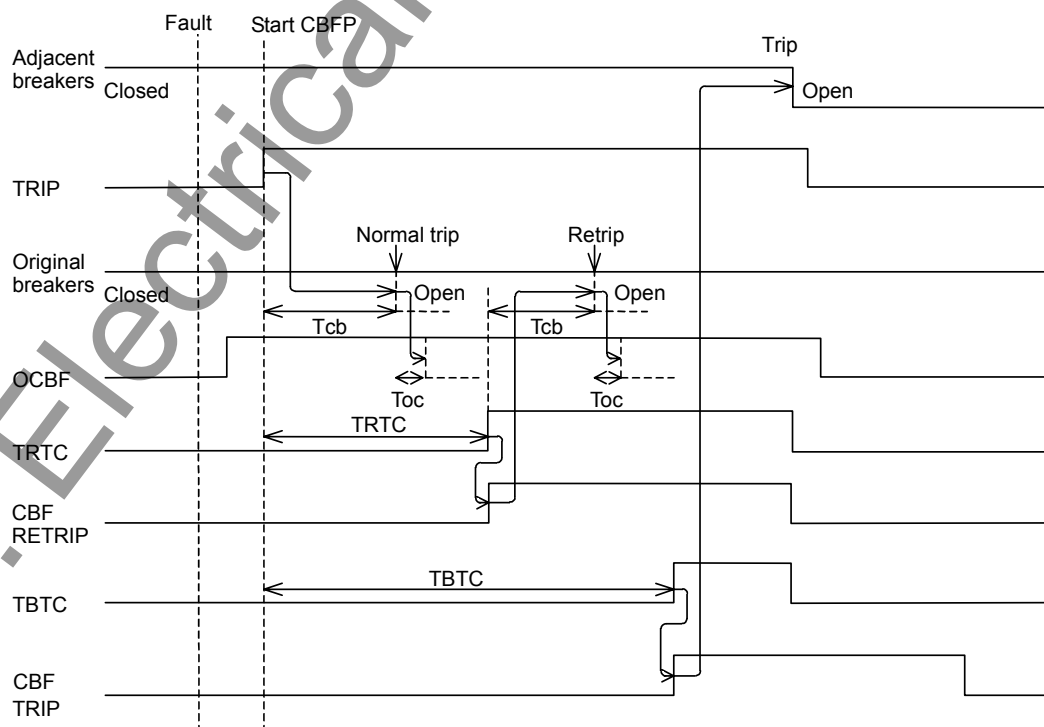 Fault
Start CBFP
Trip
Adjacent
breakers
Closed
Open
TRIP
Normal trip
Retrip
Original
breakers
Closed
Open
Open
Tcb
Tcb
OCBF
Toc
Toc
TRTC
TRTC
CBF
RETRIP
TBTC
TBTC
CBF
TRIP
. Electrical